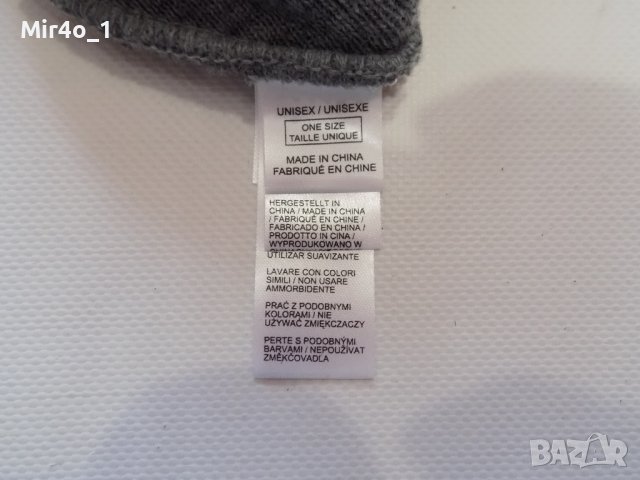 Mir4o_1
UNISEX / UNISEXE
ONE SIZE
TAILLE UNIQUE
MADE IN CHINA
FABRIQUÉ EN CHINE
HERGESTELLT IN
CHINA / MADE IN CHINA
/ FABRIQUÉ EN CHINE /
FABRICADO EN CHINA /
PRODOTTO IN CINA /
WYPRODUKOWANO W
UTILIZAR SUAVIZANTE
LAVARE CON COLORI
SIMILI / NON USARE
AMMORBIDENTE
PRAĆ Z PODOBNYMI
KOLORAMI / NIE
UŻYWAĆ ZMIĘKCZACZY
PERTE S PODOBNÝMI
BARVAMI / NEPOUŽÍVAT
ZMĚKČOVADLA
BAZAR